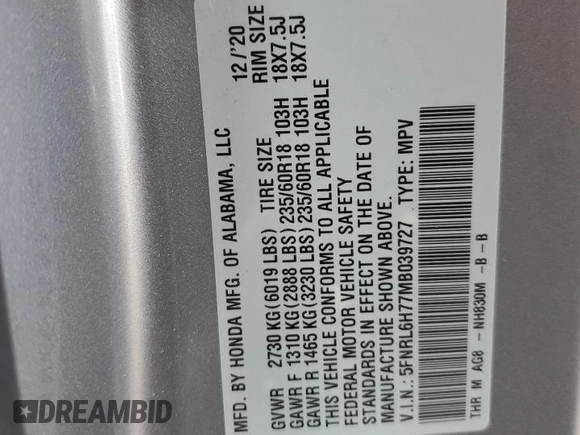 MFD. BY HONDA MFG. OF ALABAMA, LLC 12/'20
GVWR 2730 KG(6019 LBS) TIRE SIZE RIM SIZE
GAWR F 1310 KG(2888 LBS)235/60R18 103H 18X7.5J
GAWR R 1465 KG(3230 LBS)235/60R18 103H 18X7.5J
THIS VEHICLE CONFORMS TO ALL APPLICABLE
FEDERAL MOTOR VEHICLE SAFETY
STANDARDS IN EFFECT ON THE DATE OF
MANUFACTURE SHOWN ABOVE.
V.I.N.:5FNRL6H77MB039727 TYPE: MPV
THR M AG8 - NH830M -B -B
DREAMBID